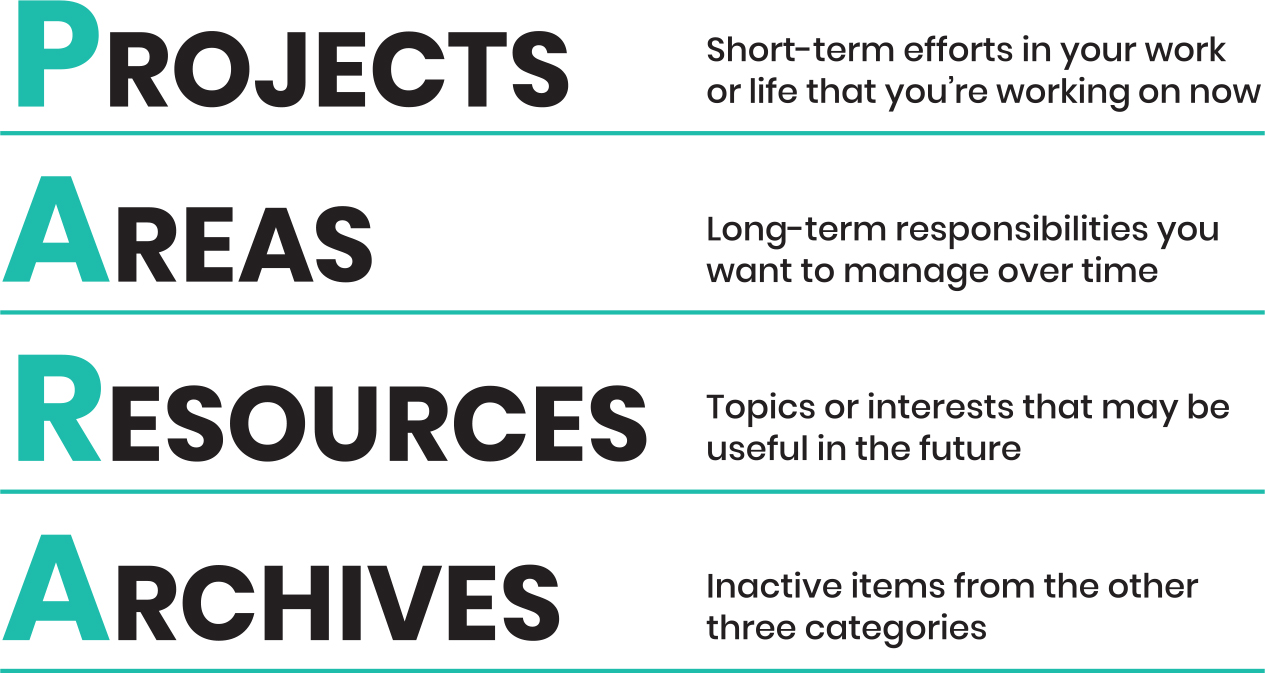 PROJECTS
Short-term efforts in your work
or life that you’re working on now
AREAS
Long-term responsibilities you
want to manage over time
RESOURCES
Topics or interests that may be
useful in the future
ARCHIVES
Inactive items from the other
three categories